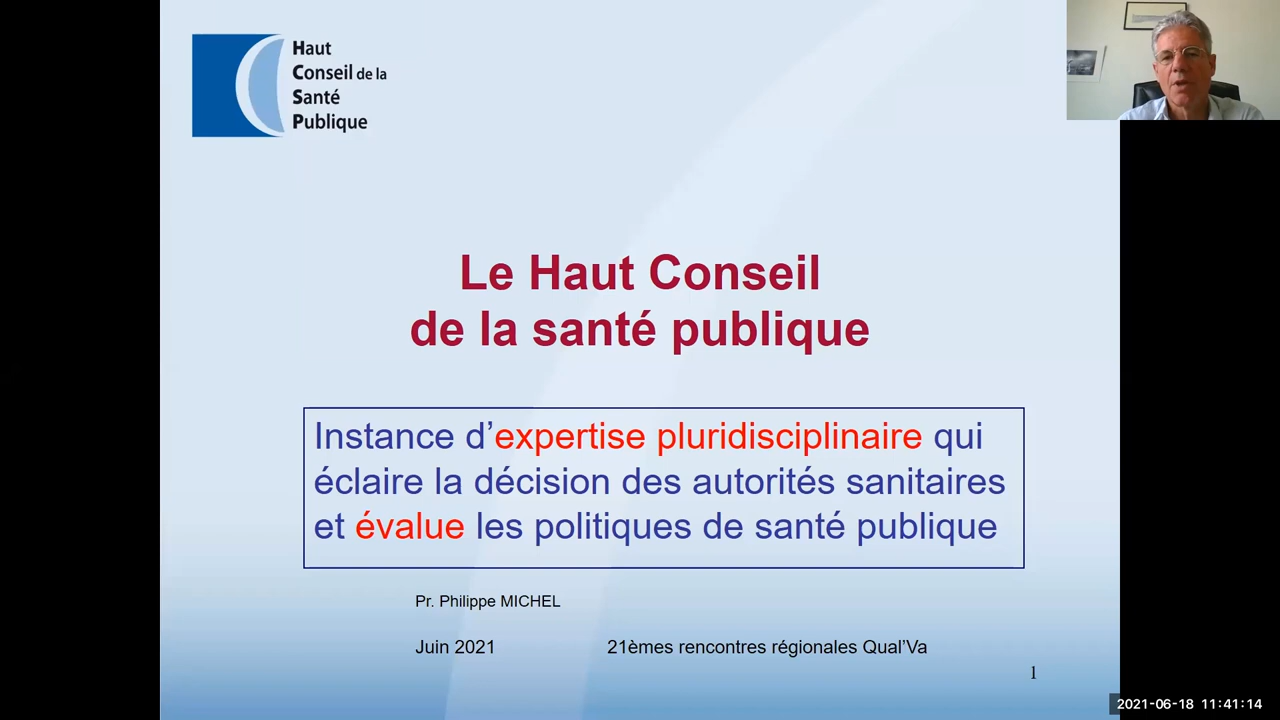 Haut
Conseil de la
Santé
Publique
Le Haut Conseil
de la santé publique
Instance d’expertise pluridisciplinaire qui
éclaire la décision des autorités sanitaires
et évalue les politiques de santé publique
Pr. Philippe MICHEL
Juin 2021 21èmes rencontres régionales Qual’Va
1
2021-06-18 11:41:14